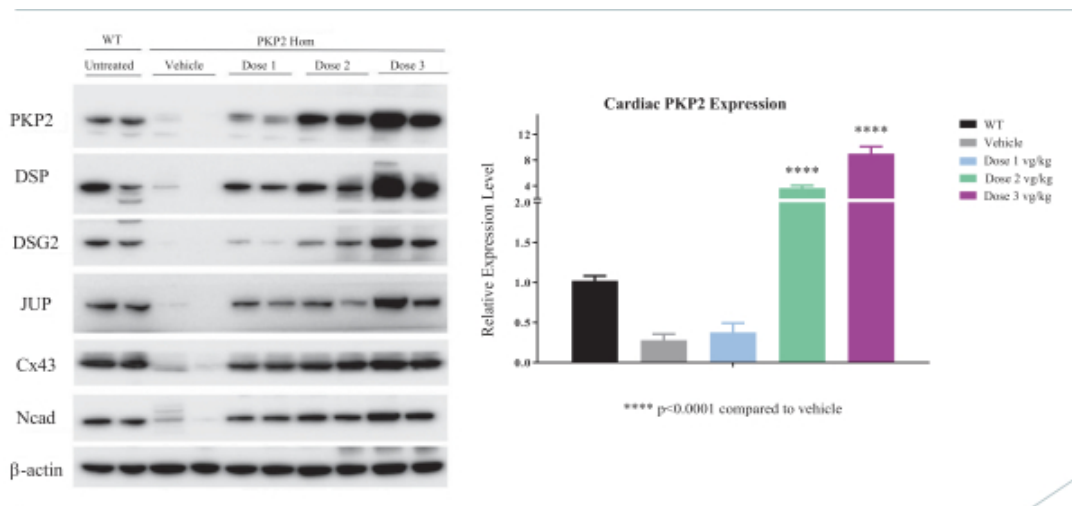 WT
PKP2 Hom
Untreated
Vehicle
Dose 1
Dose 2
Dose 3
PKP2
DSP
DSG2
JUP
Cx43
Ncad
β-actin
Cardiac PKP2 Expression
Relative Expression Level
12
8
4
2.0
1.5
1.0
0.5
0.0
****
****
WT
Vehicle
Dose 1 vg/kg
Dose 2 vg/kg
Dose 3 vg/kg
**** p<0.0001 compared to vehicle